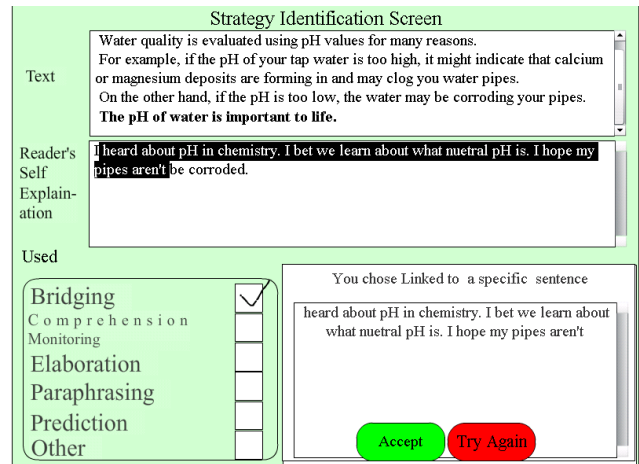 Strategy Identification Screen
Text
Water quality is evaluated using pH values for many reasons.
For example, if the pH of your tap water is too high, it might indicate that calcium
or magnesium deposits are forming in and may clog you water pipes.
On the other hand, if the pH is too low, the water may be corroding your pipes.
The pH of water is important to life.
Reader's
Self
Explain-
ation
I heard about pH in chemistry. I bet we learn about what nuetral pH is. I hope my
pipes aren't be corroded.
Used
Bridging
Comprehension
Monitoring
Elaboration
Paraphrasing
Prediction
Other
You chose Linked to a specific sentence
heard about pH in chemistry. I bet we learn about
what nuetral pH is. I hope my pipes aren't
Accept
Try Again